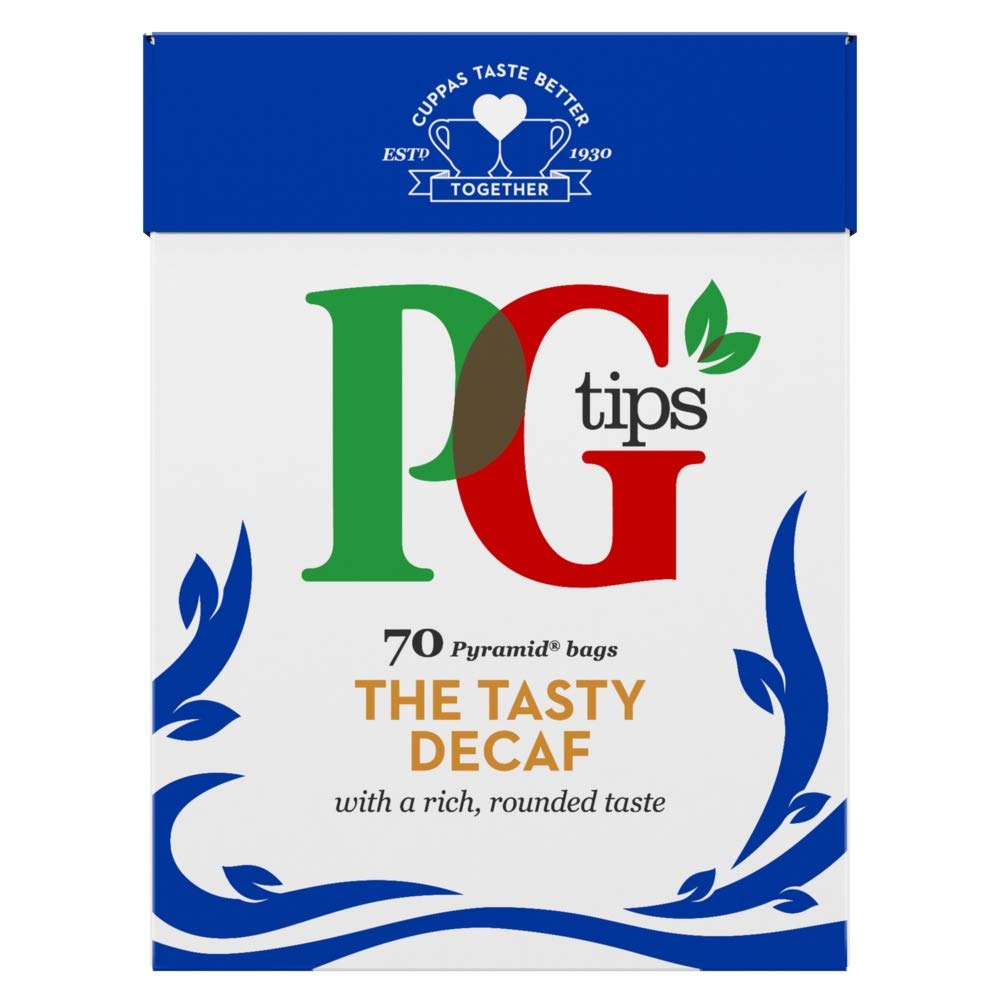 CUPPAS TASTE BETTER
ESTD 1930
TOGETHER
PG
tips
70 Pyramid® bags
THE TASTY
DECAF
with a rich, rounded taste